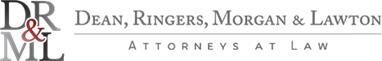 DR
&
ML
DEAN, RINGERS, MORGAN & LAWTON
ATTORNEYS AT LAW